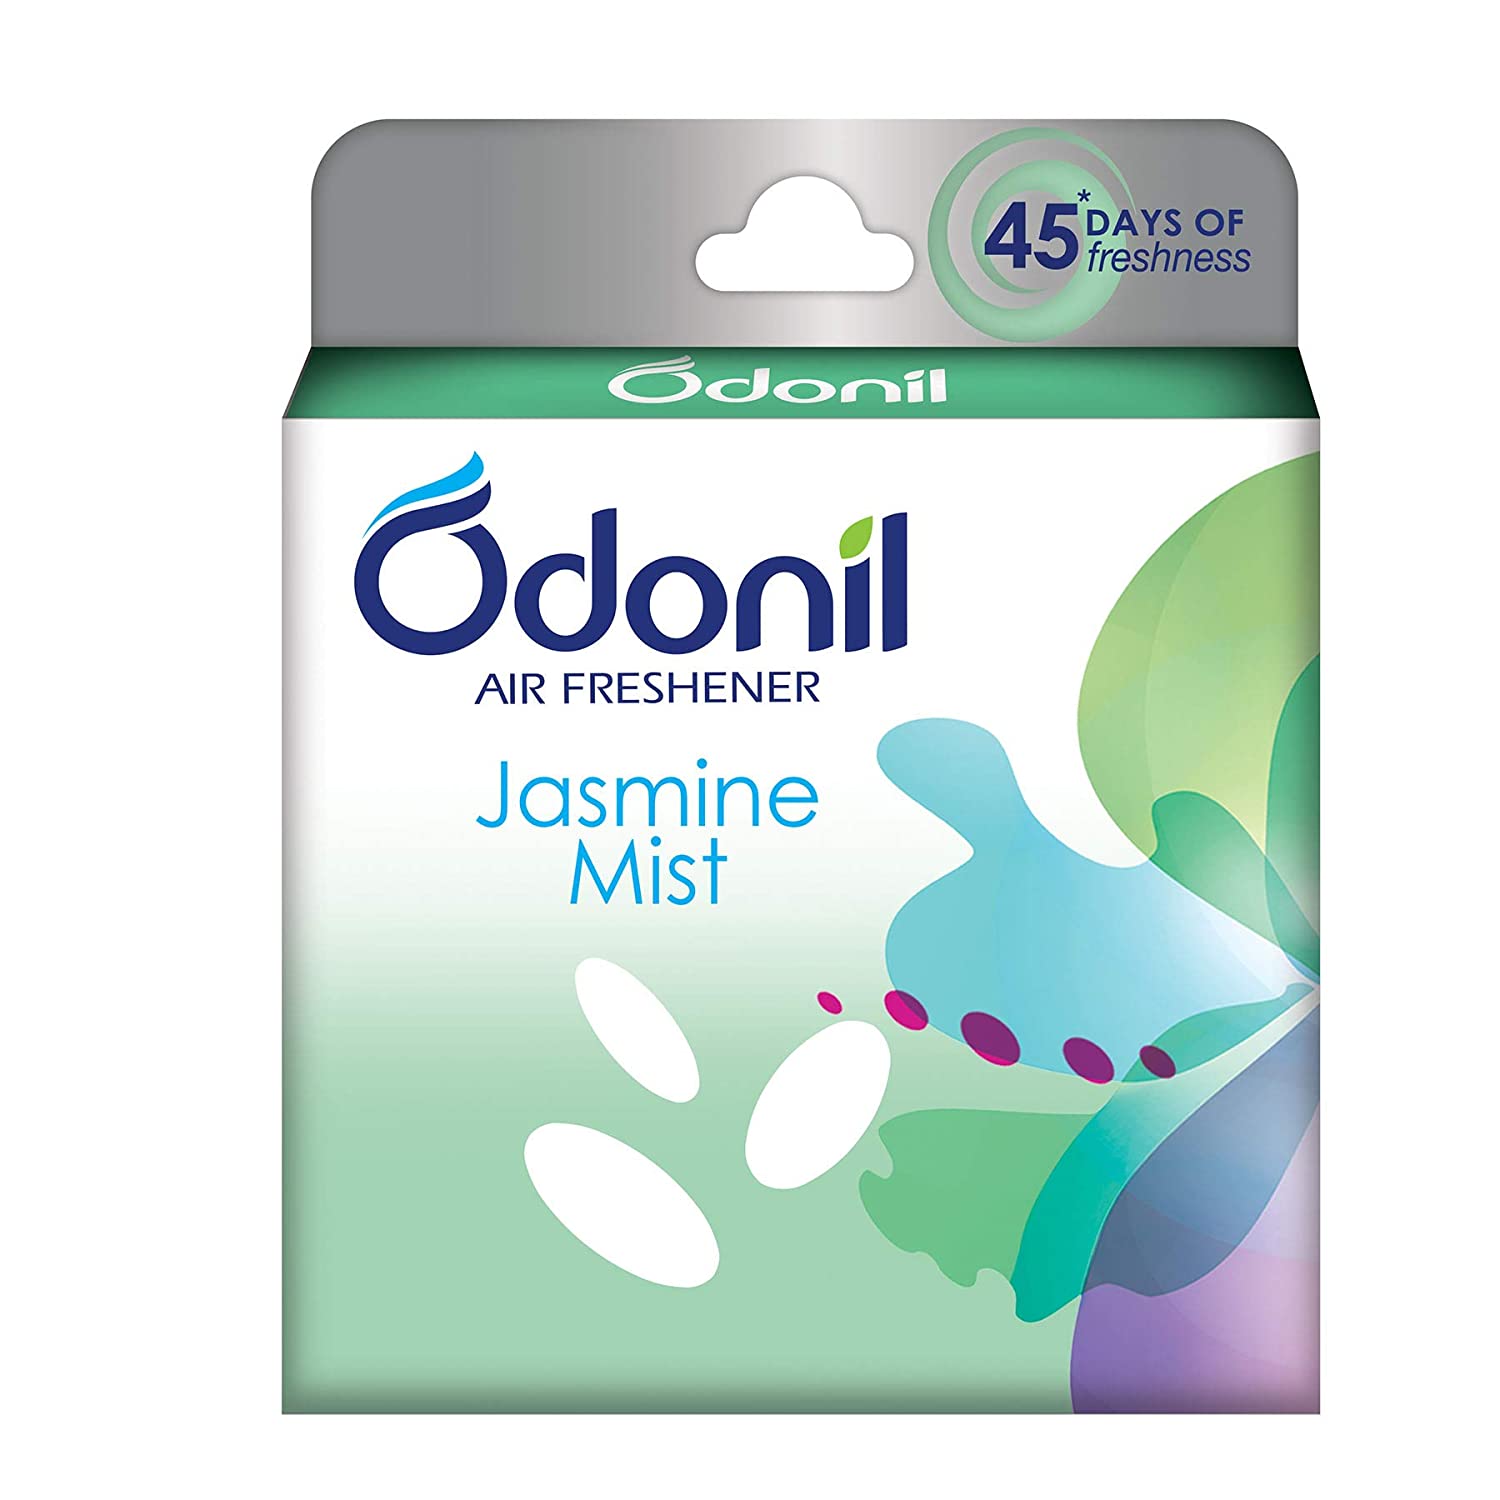 45* DAYS OF
freshness
Odonil
Odonil
AIR FRESHENER
Jasmine
Mist